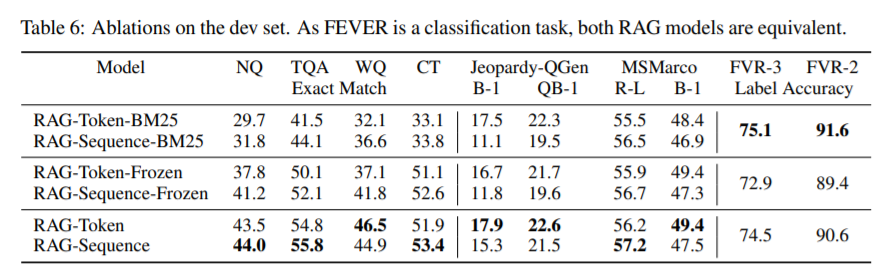 Table 6: Ablations on the dev set. As FEVER is a classification task, both RAG models are equivalent.
Model NQ TQA WQ CT Jeopardy-QGen MSMarco FVR-3 FVR-2
Exact Match B-1 QB-1 R-L B-1 Label Accuracy
RAG-Token-BM25 29.7 41.5 32.1 33.1 17.5 22.3 55.5 48.4
75.1 91.6
RAG-Sequence-BM25 31.8 44.1 36.6 33.8 11.1 19.5 56.5 46.9
RAG-Token-Frozen 37.8 50.1 37.1 51.1 16.7 21.7 55.9 49.4
72.9 89.4
RAG-Sequence-Frozen 41.2 52.1 41.8 52.6 11.8 19.6 56.7 47.3
RAG-Token 43.5 54.8 46.5 51.9 17.9 22.6 56.2 49.4
74.5 90.6
RAG-Sequence 44.0 55.8 44.9 53.4 15.3 21.5 57.2 47.5